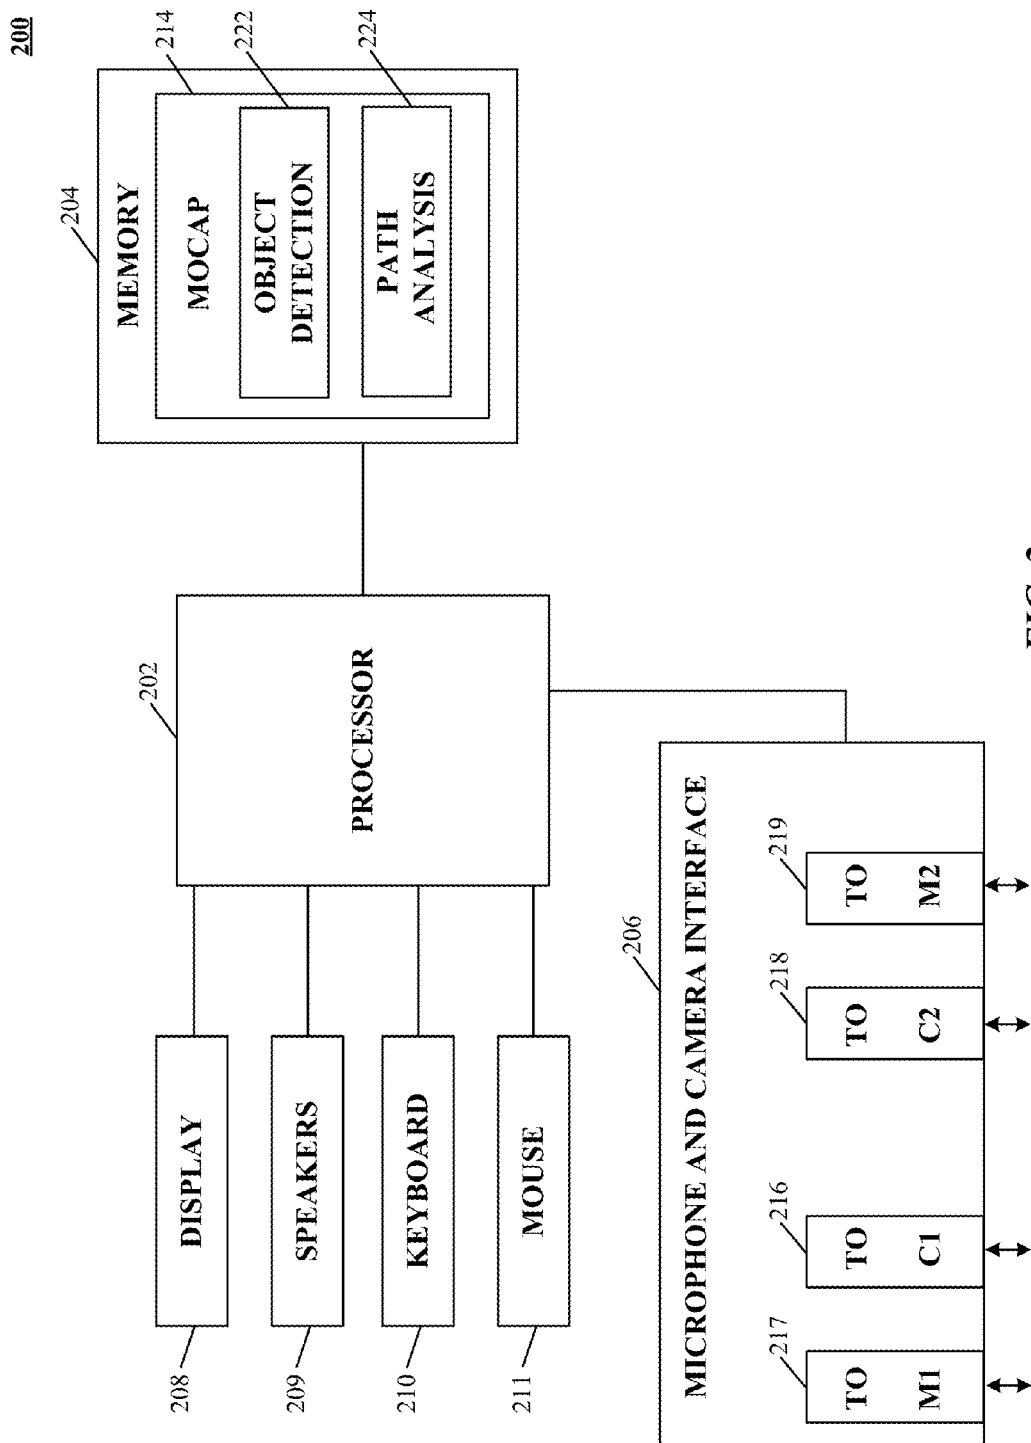 200
204
MEMORY
214
MOCAP
222
OBJECT
DETECTION
224
PATH
ANALYSIS
202
PROCESSOR
208
DISPLAY
209
SPEAKERS
210
KEYBOARD
211
MOUSE
206
MICROPHONE AND CAMERA INTERFACE
217
TO
M1
216
TO
C1
218
TO
C2
219
TO
M2